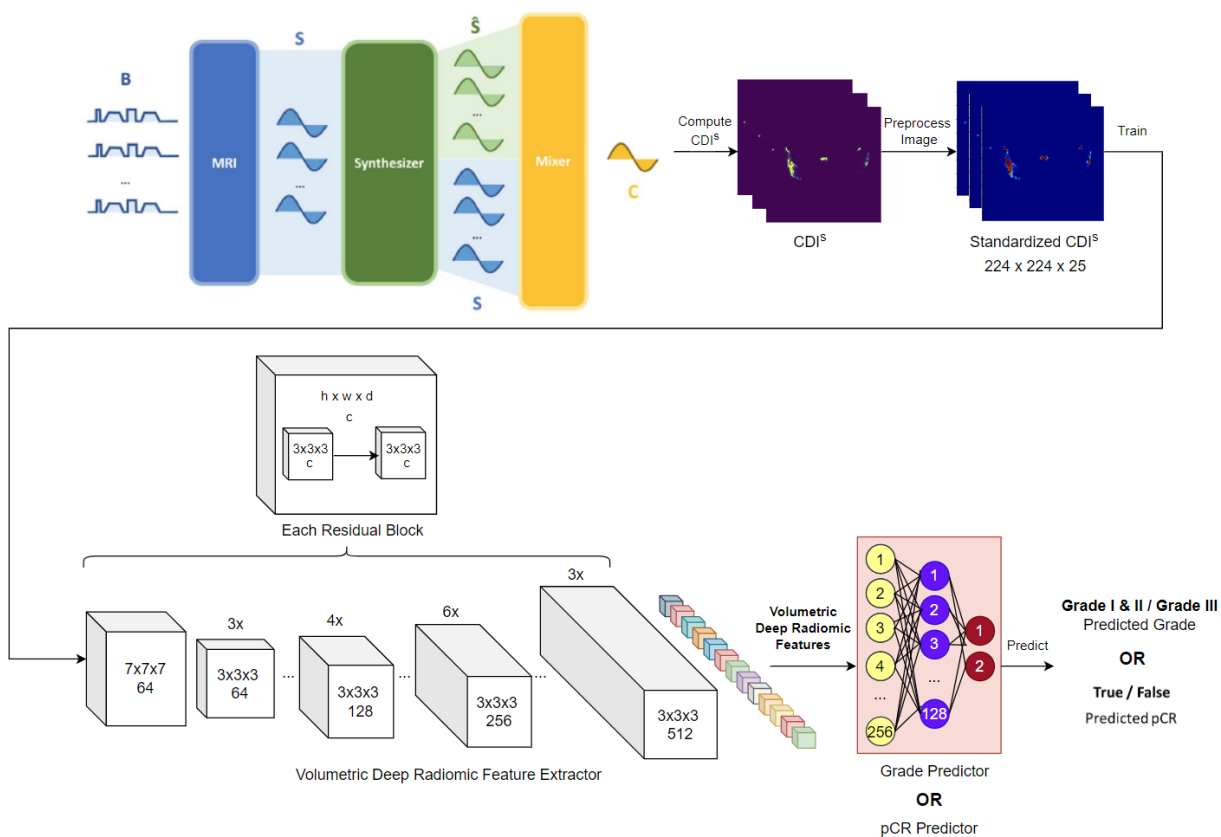 B
...
MRI
S
...
Synthesizer
Ŝ
...
...
S
Mixer
C
Compute
CDIˢ
CDIˢ
Preprocess
Image
Standardized CDIˢ
224 x 224 x 25
Train
h x w x d
c
3x3x3
c
3x3x3
c
Each Residual Block
7x7x7
64
3x
3x3x3
64
...
4x
3x3x3
128
...
6x
3x3x3
256
...
3x
3x3x3
512
Volumetric Deep Radiomic Feature Extractor
Volumetric
Deep Radiomic
Features
1
2
3
4
...
256
1
2
3
...
128
1
2
Grade Predictor
OR
pCR Predictor
Predict
Grade I & II / Grade III
Predicted Grade
OR
True / False
Predicted pCR